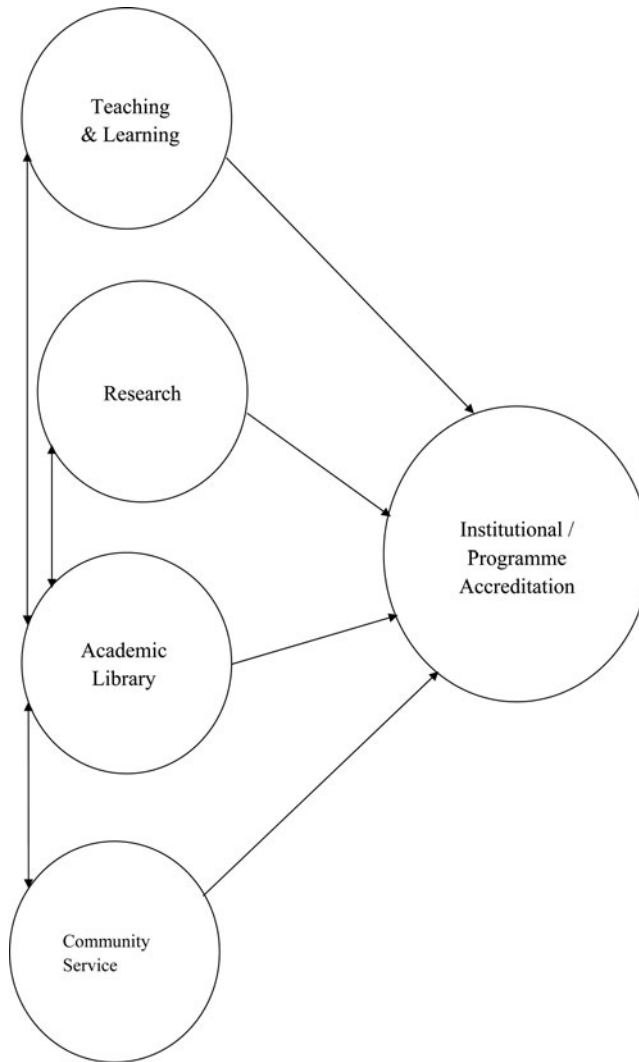 Teaching
& Learning
Research
Institutional /
Programme
Accreditation
Academic
Library
Community
Service